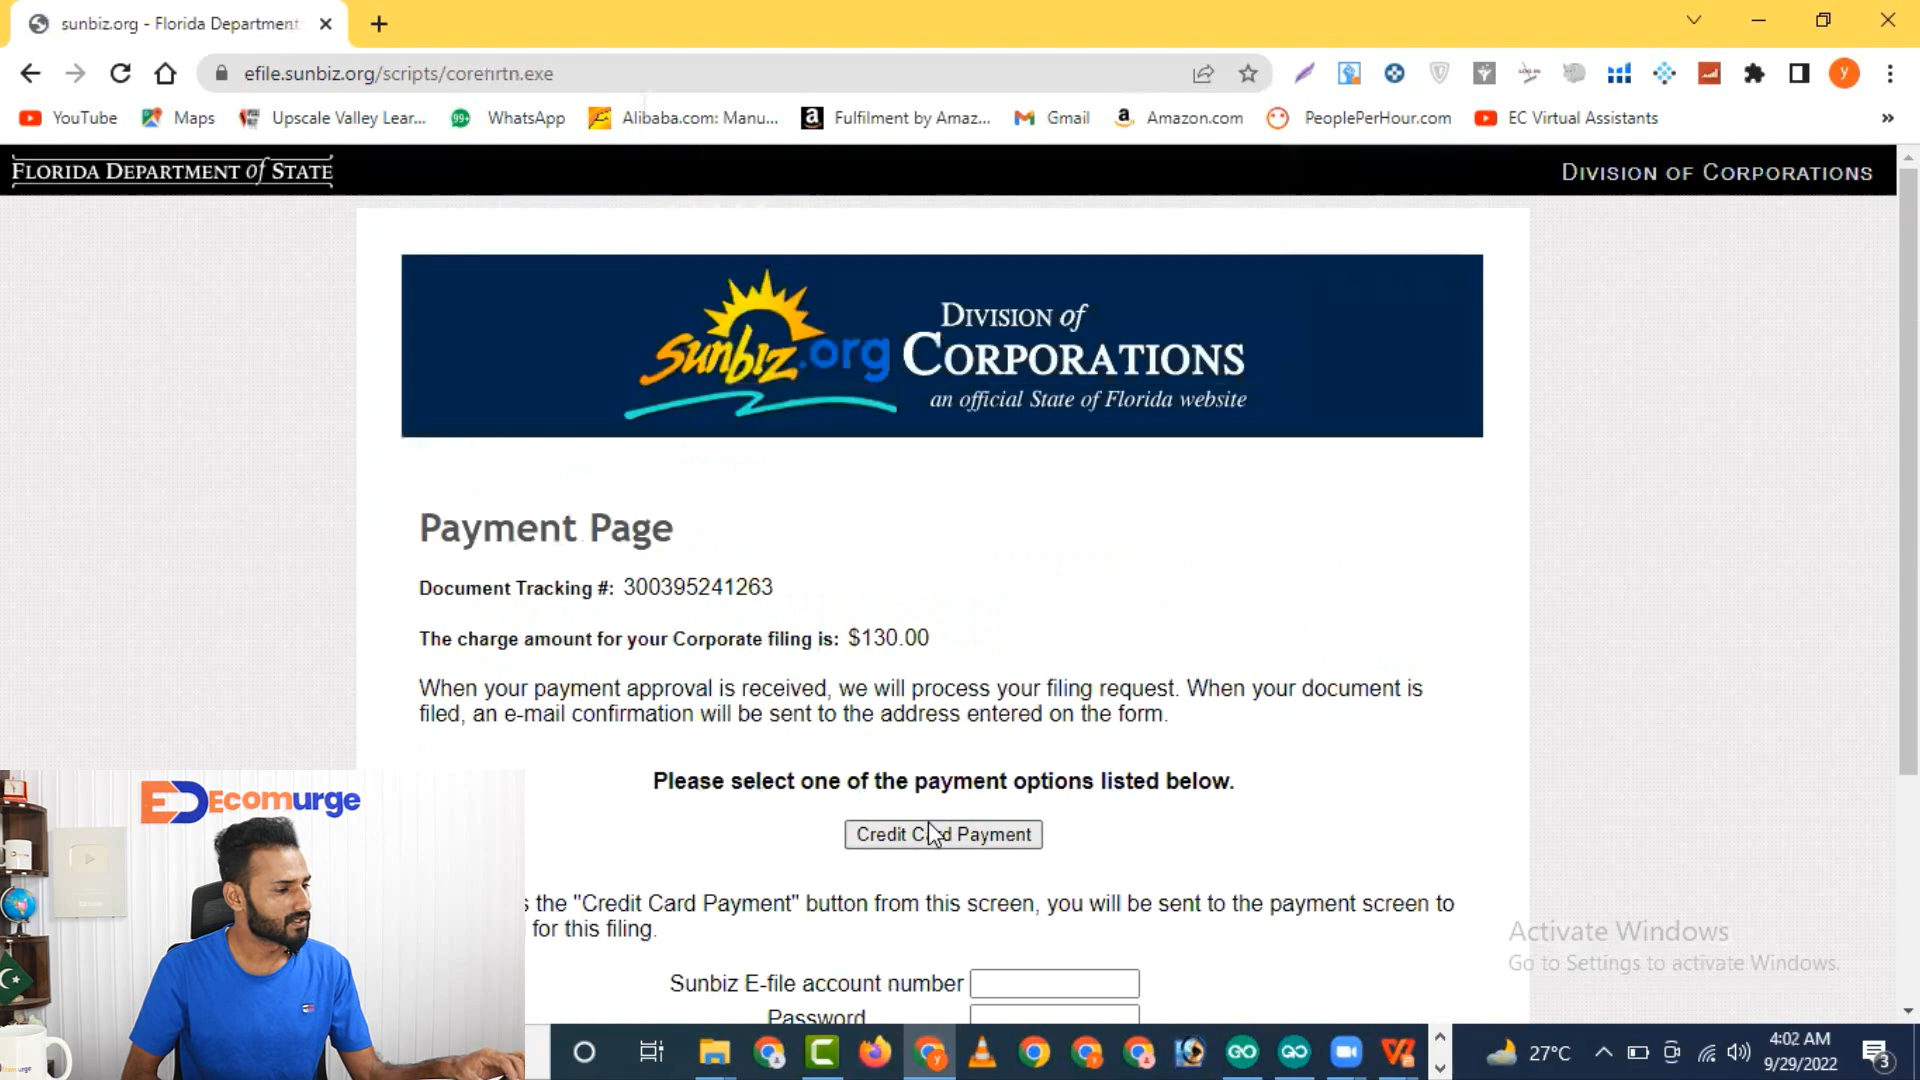 sunbiz.org - Florida Department
efile.sunbiz.org/scripts/corefirtn.exe
YouTube Maps Upscale Valley Lear... WhatsApp Alibaba.com: Manu... Fulfilment by Amaz... Gmail Amazon.com PeoplePerHour.com EC Virtual Assistants »
FLORIDA DEPARTMENT of STATE DIVISION OF CORPORATIONS
sunbiz.org
DIVISION of
CORPORATIONS
an official State of Florida website
Payment Page
Document Tracking #: 300395241263
The charge amount for your Corporate filing is: $130.00
When your payment approval is received, we will process your filing request. When your document is
filed, an e-mail confirmation will be sent to the address entered on the form.
Please select one of the payment options listed below.
Credit Card Payment
s the "Credit Card Payment" button from this screen, you will be sent to the payment screen to
for this filing.
Sunbiz E-file account number
Password
Ecomurge
Activate Windows
Go to Settings to activate Windows.
27°C
4:02 AM
9/29/2022
3